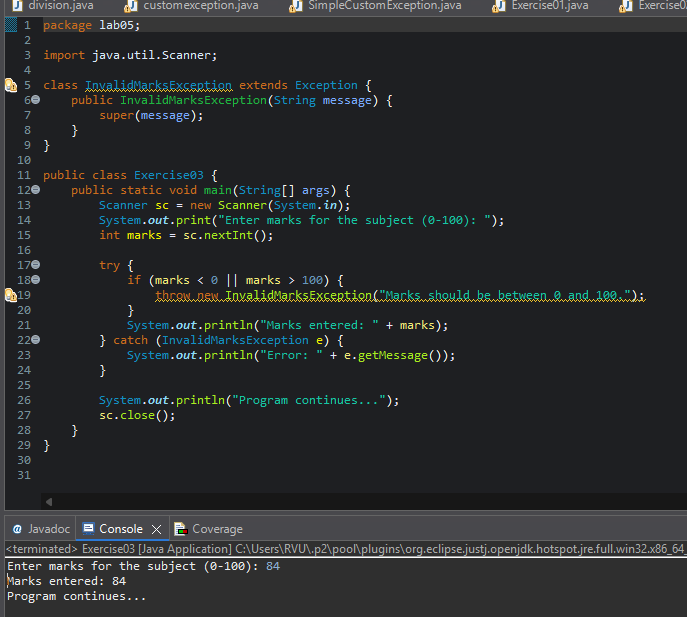 division.java customexception.java SimpleCustomException.java Exercise01.java Exercise0
1 package lab05;
2
3 import java.util.Scanner;
4
5 class InvalidMarksException extends Exception {
6 public InvalidMarksException(String message) {
7 super(message);
8 }
9 }
10
11 public class Exercise03 {
12 public static void main(String[] args) {
13 Scanner sc = new Scanner(System.in);
14 System.out.print("Enter marks for the subject (0-100): ");
15 int marks = sc.nextInt();
16
17 try {
18 if (marks < 0 || marks > 100) {
19 throw new InvalidMarksException("Marks should be between 0 and 100.");
20 }
21 System.out.println("Marks entered: " + marks);
22 } catch (InvalidMarksException e) {
23 System.out.println("Error: " + e.getMessage());
24 }
25
26 System.out.println("Program continues...");
27 sc.close();
28 }
29 }
30
31
@ Javadoc Console Coverage
<terminated> Exercise03 [Java Application] C:\Users\RVU\.p2\pool\plugins\org.eclipse.justj.openjdk.hotspot.jre.full.win32.x86_64_
Enter marks for the subject (0-100): 84
Marks entered: 84
Program continues...